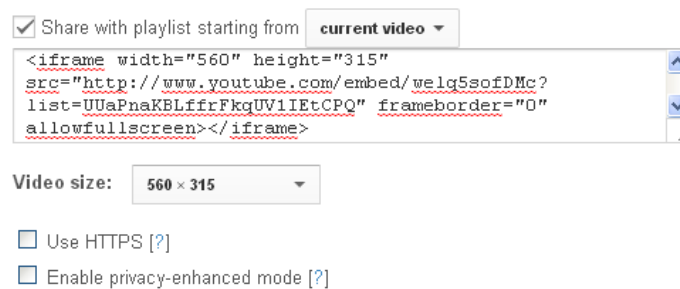 Share with playlist starting from current video
<iframe width="560" height="315"
src="http://www.youtube.com/embed/welq5sofDMc?
list=UUaPnaKBLffrFkqUV1IEtCPQ" frameborder="0"
allowfullscreen></iframe>
Video size: 560 × 315
Use HTTPS [?]
Enable privacy-enhanced mode [?]